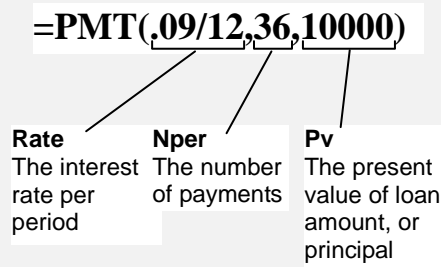 =PMT(.09/12,36,10000)
Rate
The interest
rate per
period
Nper
The number
of payments
Pv
The present
value of loan
amount, or
principal